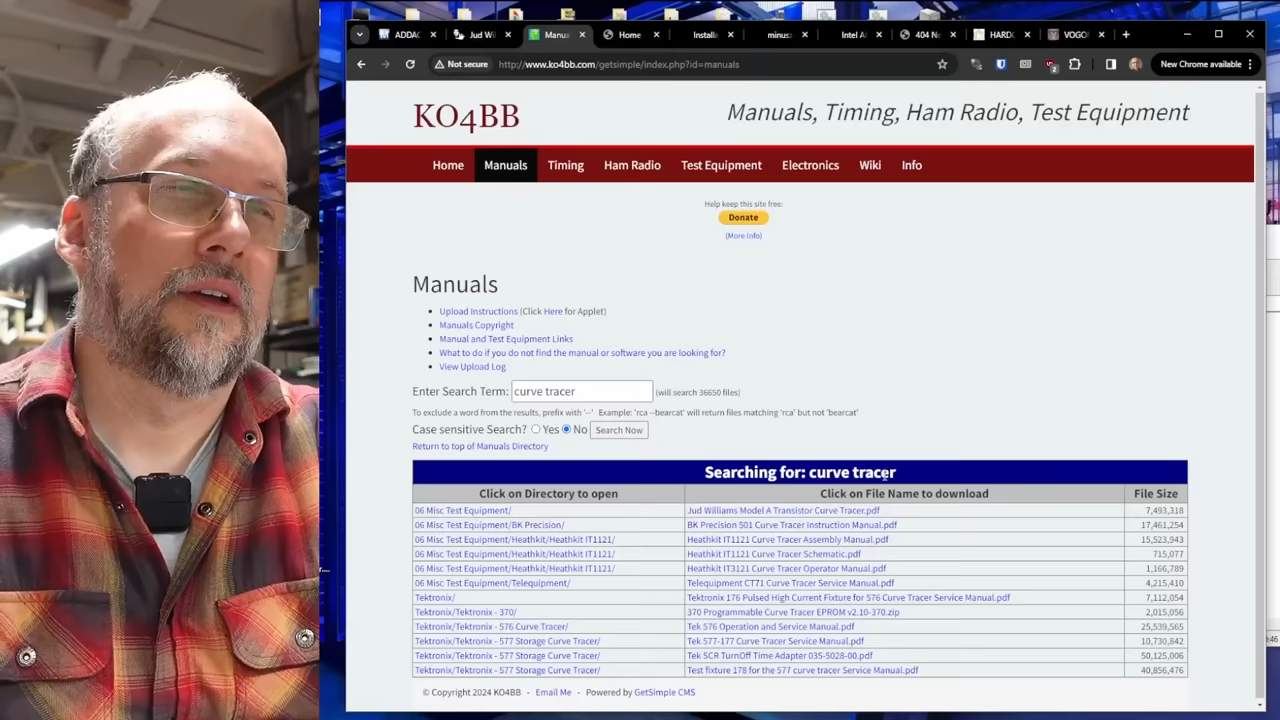 ADDAC
Jud Wi
Manua
Home
Installa
minus
Intel A
404 N
HARD
VOGO
Not secure
http://www.ko4bb.com/getsimple/index.php?id=manuals
New Chrome available
KO4BB
Manuals, Timing, Ham Radio, Test Equipment
Home
Manuals
Timing
Ham Radio
Test Equipment
Electronics
Wiki
Info
Help keep this site free:
Donate
(More Info)
Manuals
Upload Instructions (Click Here for Applet)
Manuals Copyright
Manual and Test Equipment Links
What to do if you do not find the manual or software you are looking for?
View Upload Log
Enter Search Term: curve tracer (will search 36650 files)
To exclude a word from the results, prefix with '--' Example: 'rca --bearcat' will return files matching 'rca' but not 'bearcat'
Case sensitive Search? Yes No Search Now
Return to top of Manuals Directory
Searching for: curve tracer
Click on Directory to open Click on File Name to download File Size
06 Misc Test Equipment/ Jud Williams Model A Transistor Curve Tracer.pdf 7,493,318
06 Misc Test Equipment/BK Precision/ BK Precision 501 Curve Tracer Instruction Manual.pdf 17,461,254
06 Misc Test Equipment/Heathkit/Heathkit IT1121/ Heathkit IT1121 Curve Tracer Assembly Manual.pdf 15,523,943
06 Misc Test Equipment/Heathkit/Heathkit IT1121/ Heathkit IT1121 Curve Tracer Schematic.pdf 715,077
06 Misc Test Equipment/Heathkit/Heathkit IT1121/ Heathkit IT3121 Curve Tracer Operator Manual.pdf 1,166,789
06 Misc Test Equipment/Telequipment/ Telequipment CT71 Curve Tracer Service Manual.pdf 4,215,410
Tektronix/ Tektronix 176 Pulsed High Current Fixture for 576 Curve Tracer Service Manual.pdf 7,112,054
Tektronix/Tektronix - 370/ 370 Programmable Curve Tracer EPROM v2.10-370.zip 2,015,056
Tektronix/Tektronix - 576 Curve Tracer/ Tek 576 Operation and Service Manual.pdf 25,539,565
Tektronix/Tektronix - 577 Storage Curve Tracer/ Tek 577-177 Curve Tracer Service Manual.pdf 10,730,842
Tektronix/Tektronix - 577 Storage Curve Tracer/ Tek SCR TurnOff Time Adapter 035-5028-00.pdf 50,125,006
Tektronix/Tektronix - 577 Storage Curve Tracer/ Test fixture 178 for the 577 curve tracer Service Manual.pdf 40,856,476
© Copyright 2024 KO4BB - Email Me - Powered by GetSimple CMS